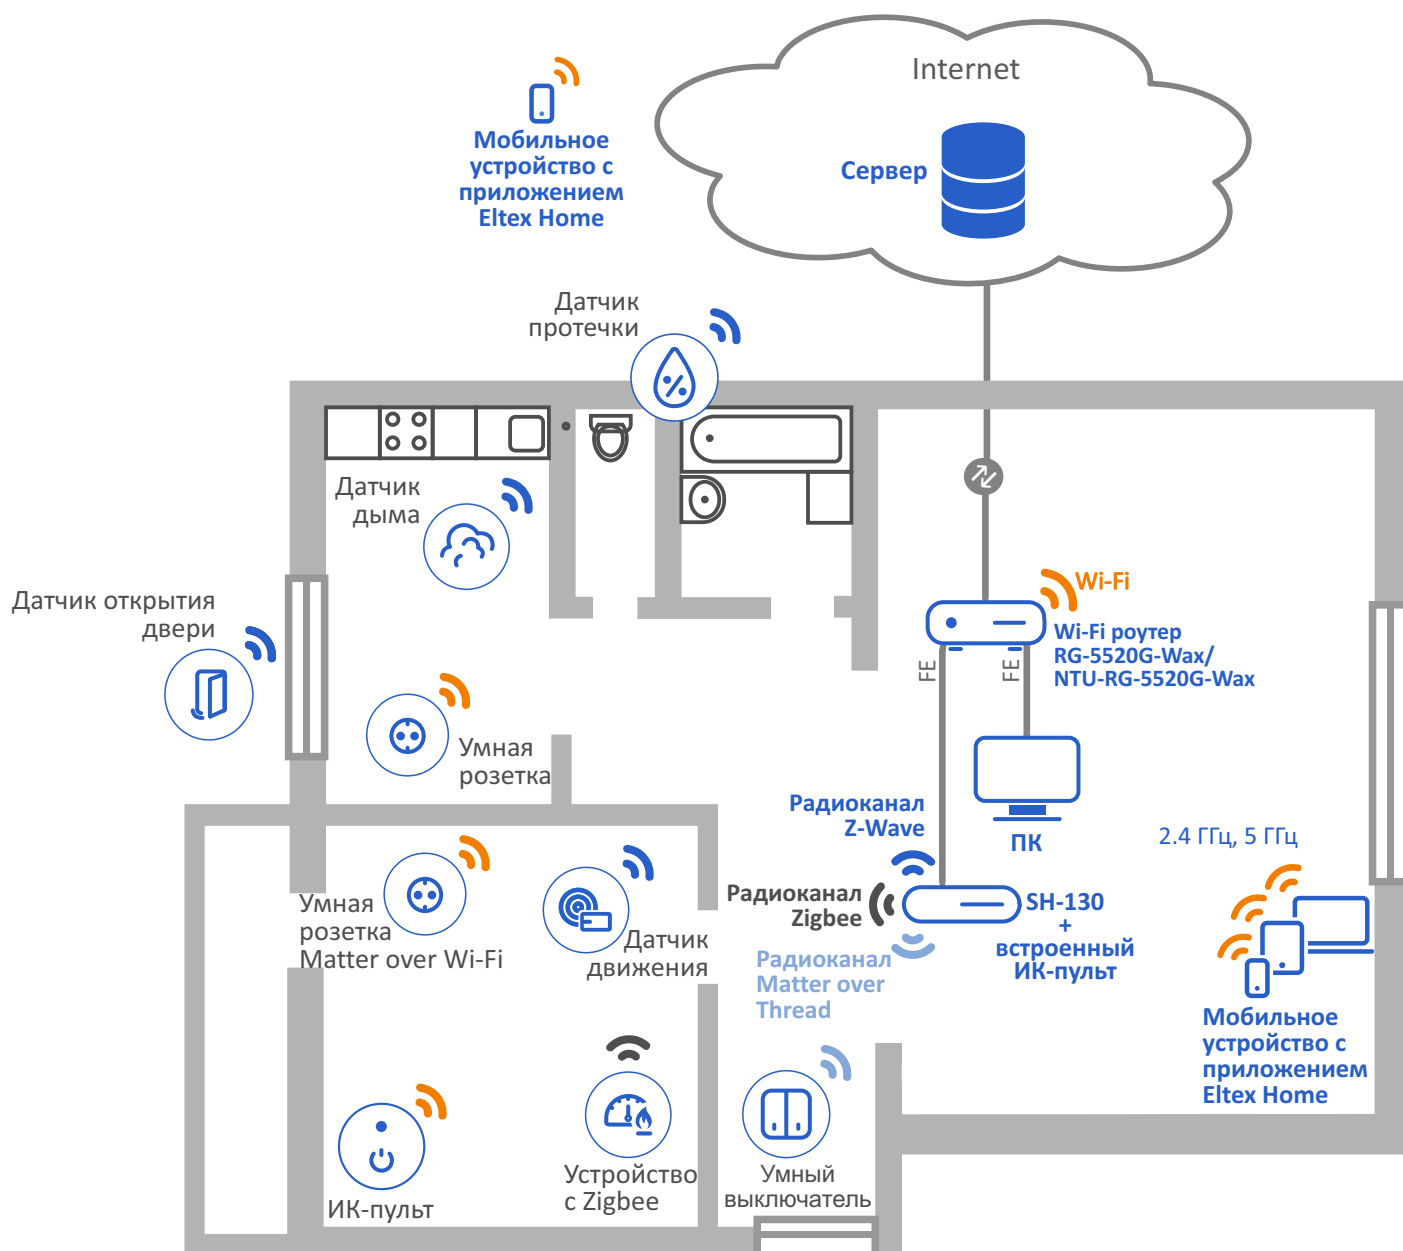 Internet
Сервер
Мобильное
устройство с
приложением
Eltex Home
Датчик
протечки
Датчик
дыма
Датчик открытия
двери
Wi-Fi
Wi-Fi роутер
RG-5520G-Wax/
NTU-RG-5520G-Wax
FE
FE
Умная
розетка
Радиоканал
Z-Wave
ПК
2.4 ГГц, 5 ГГц
Радиоканал
Zigbee
SH-130
+
встроенный
ИК-пульт
Умная
розетка
Matter over Wi-Fi
Датчик
движения
Радиоканал
Matter over
Thread
Мобильное
устройство с
приложением
Eltex Home
ИК-пульт
Устройство
с Zigbee
Умный
выключатель